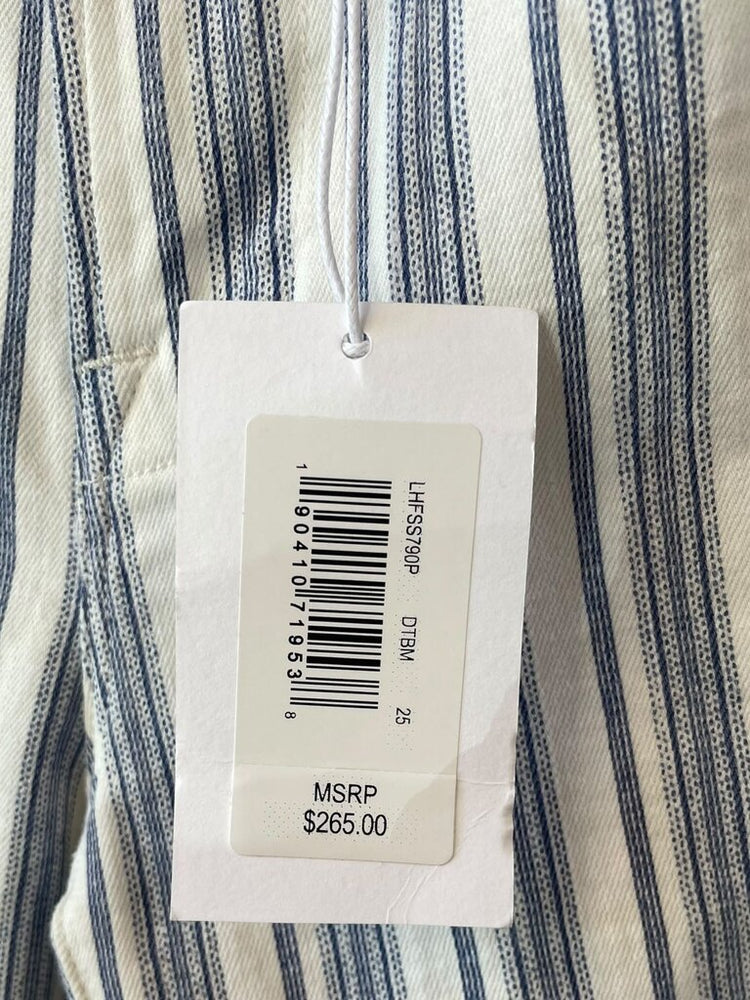 LHFSS790P DTBM 25
1 90410 71953 8
MSRP
$265.00